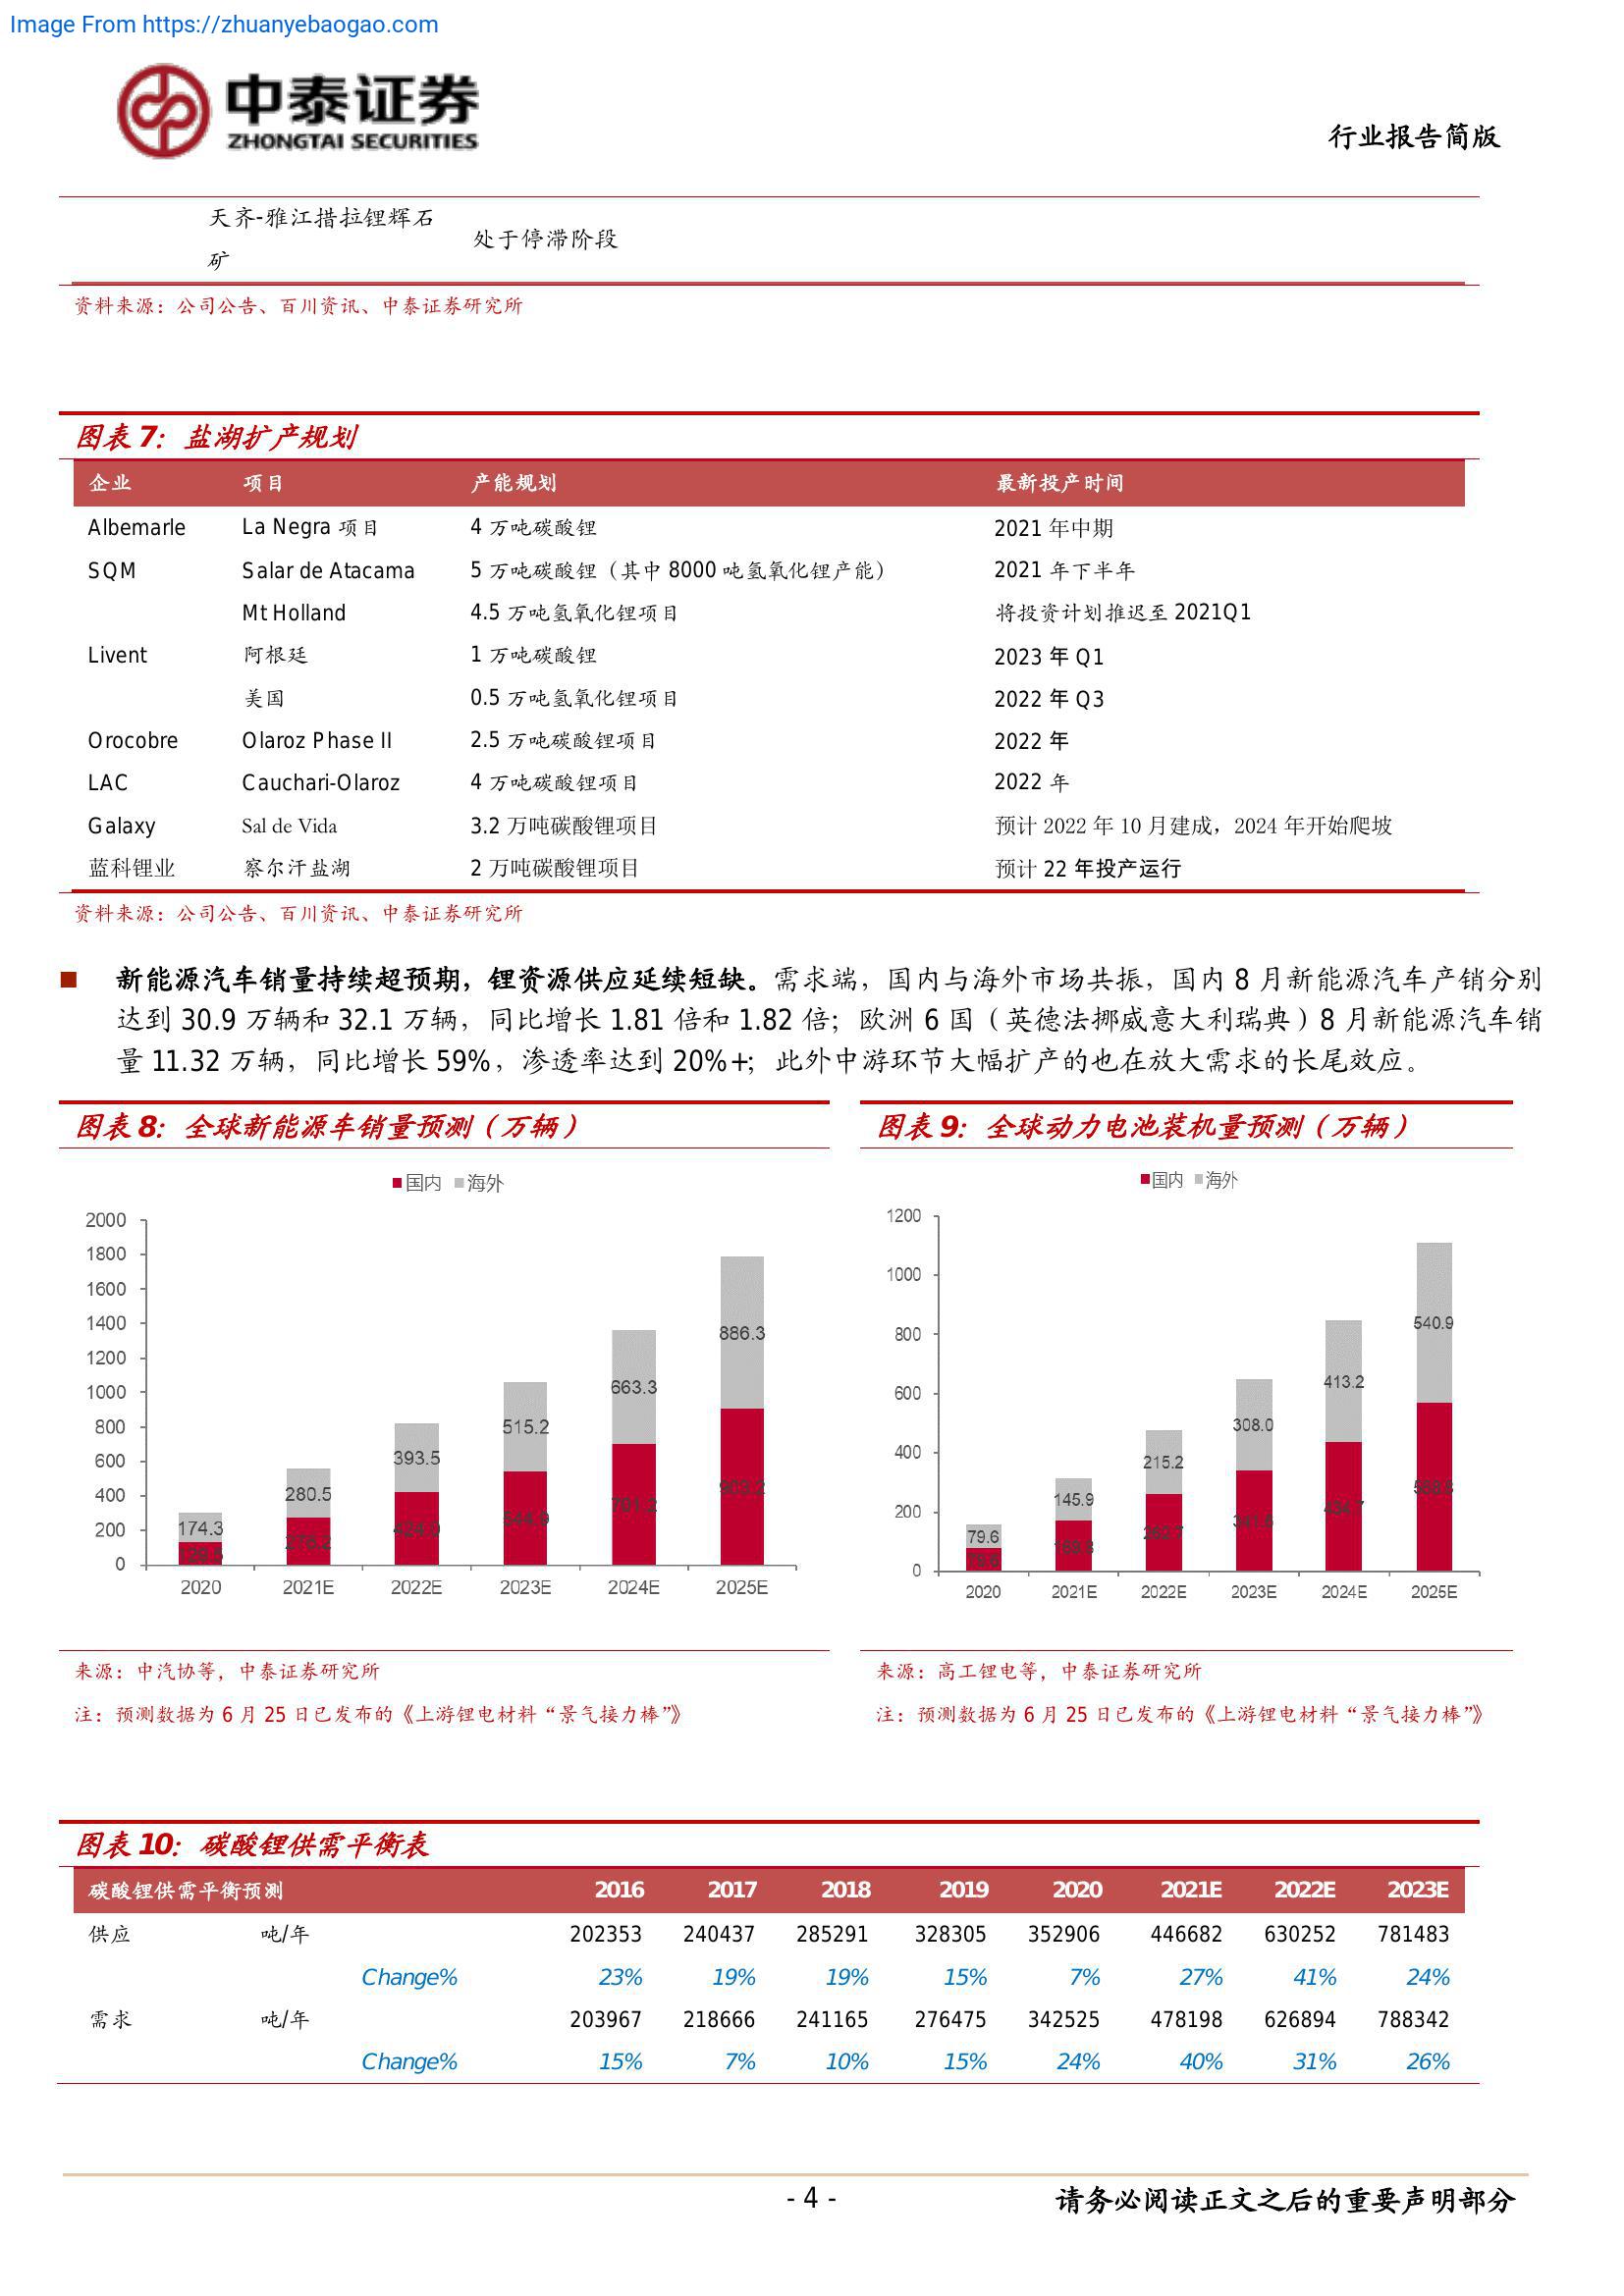 Image From https://zhuanyebaogao.com
中泰证券
ZHONGTAI SECURITIES
行业报告简版
天齐-雅江措拉锂辉石
矿
处于停滞阶段
资料来源：公司公告、百川资讯、中泰证券研究所
图表 7：盐湖扩产规划
企业 项目 产能规划 最新投产时间
Albemarle La Negra 项目 4 万吨碳酸锂 2021 年中期
SQM Salar de Atacama 5 万吨碳酸锂（其中 8000 吨氢氧化锂产能） 2021 年下半年
Mt Holland 4.5 万吨氢氧化锂项目 将投资计划推迟至 2021Q1
Livent 阿根廷 1 万吨碳酸锂 2023 年 Q1
美国 0.5 万吨氢氧化锂项目 2022 年 Q3
Orocobre Olaroz Phase II 2.5 万吨碳酸锂项目 2022 年
LAC Cauchari-Olaroz 4 万吨碳酸锂项目 2022 年
Galaxy Sal de Vida 3.2 万吨碳酸锂项目 预计 2022 年 10 月建成，2024 年开始爬坡
蓝科锂业 察尔汗盐湖 2 万吨碳酸锂项目 预计 22 年投产运行
资料来源：公司公告、百川资讯、中泰证券研究所
■ 新能源汽车销量持续超预期，锂资源供应延续短缺。需求端，国内与海外市场共振，国内 8 月新能源汽车产销分别
达到 30.9 万辆和 32.1 万辆，同比增长 1.81 倍和 1.82 倍；欧洲 6 国（英德法挪威意大利瑞典）8 月新能源汽车销
量 11.32 万辆，同比增长 59%，渗透率达到 20%+；此外中游环节大幅扩产的也在放大需求的长尾效应。
图表 8：全球新能源车销量预测（万辆）
国内 海外
2000
1800
1600
1400
1200
1000
800
600
400
200
0
174.3 280.5 393.5 515.2 663.3 886.3
129.5 276.2 424.0 544.9 701.2 903.2
2020 2021E 2022E 2023E 2024E 2025E
来源：中汽协等，中泰证券研究所
注：预测数据为 6 月 25 日已发布的《上游锂电材料“景气接力棒”》
图表 9：全球动力电池装机量预测（万辆）
国内 海外
1200
1000
800
600
400
200
0
79.6 145.9 215.2 308.0 413.2 540.9
262.7 341.6 434.7
2020 2021E 2022E 2023E 2024E 2025E
来源：高工锂电等，中泰证券研究所
注：预测数据为 6 月 25 日已发布的《上游锂电材料“景气接力棒”》
图表 10：碳酸锂供需平衡表
碳酸锂供需平衡预测 2016 2017 2018 2019 2020 2021E 2022E 2023E
供应 吨/年 202353 240437 285291 328305 352906 446682 630252 781483
Change% 23% 19% 19% 15% 7% 27% 41% 24%
需求 吨/年 203967 218666 241165 276475 342525 478198 626894 788342
Change% 15% 7% 10% 15% 24% 40% 31% 26%
- 4 -
请务必阅读正文之后的重要声明部分